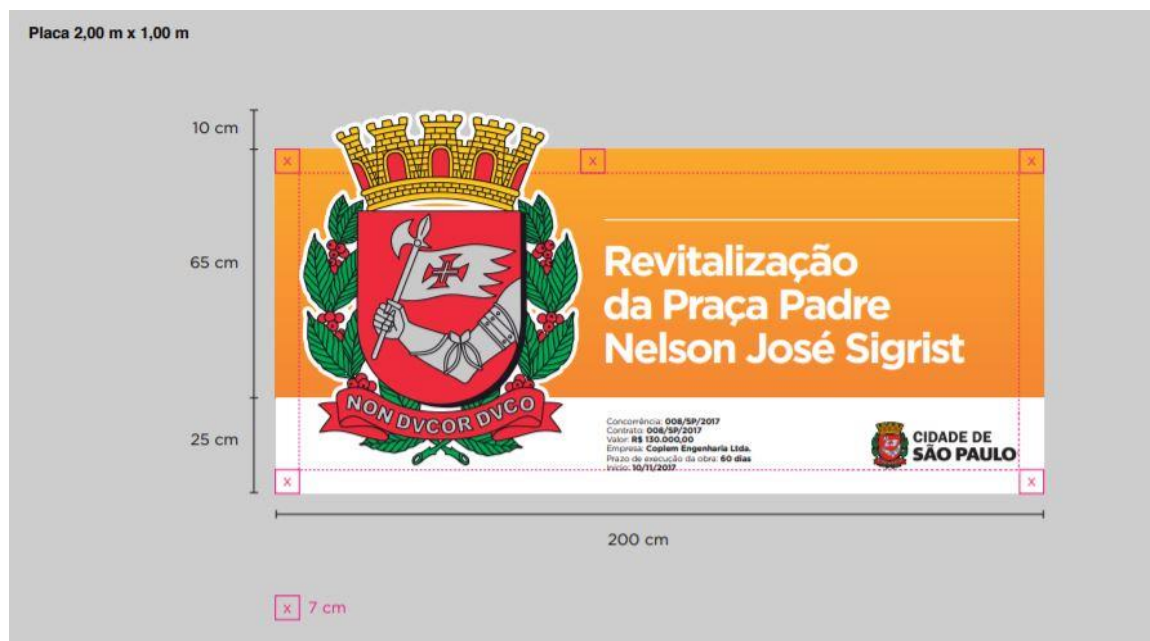 Placa 2,00 m x 1,00 m
10 cm
x
x
x
65 cm
Revitalização
da Praça Padre
Nelson José Sigrist
NON DVCOR DVCO
25 cm
Concorrência: 008/SP/2017
Contrato: 008/SP/2017
Valor: R$ 130.000,00
Empresa: Coplem Engenharia Ltda.
Prazo de execução da obra: 60 dias
Início: 10/11/2017
CIDADE DE
SÃO PAULO
x
x
200 cm
x 7 cm